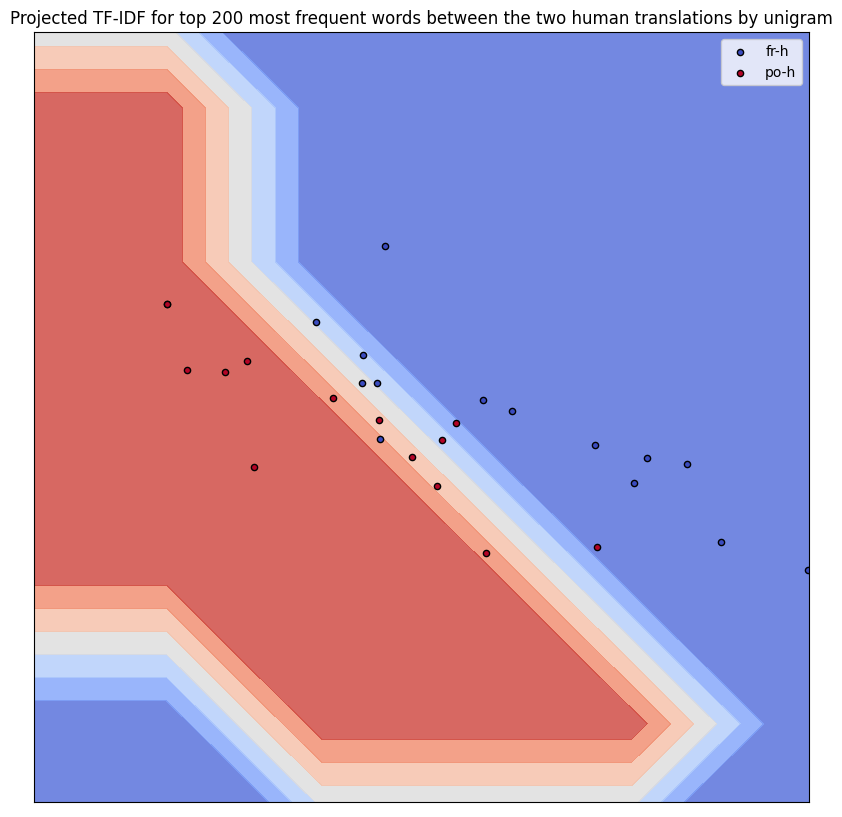 Projected TF-IDF for top 200 most frequent words between the two human translations by unigram
fr-h
po-h